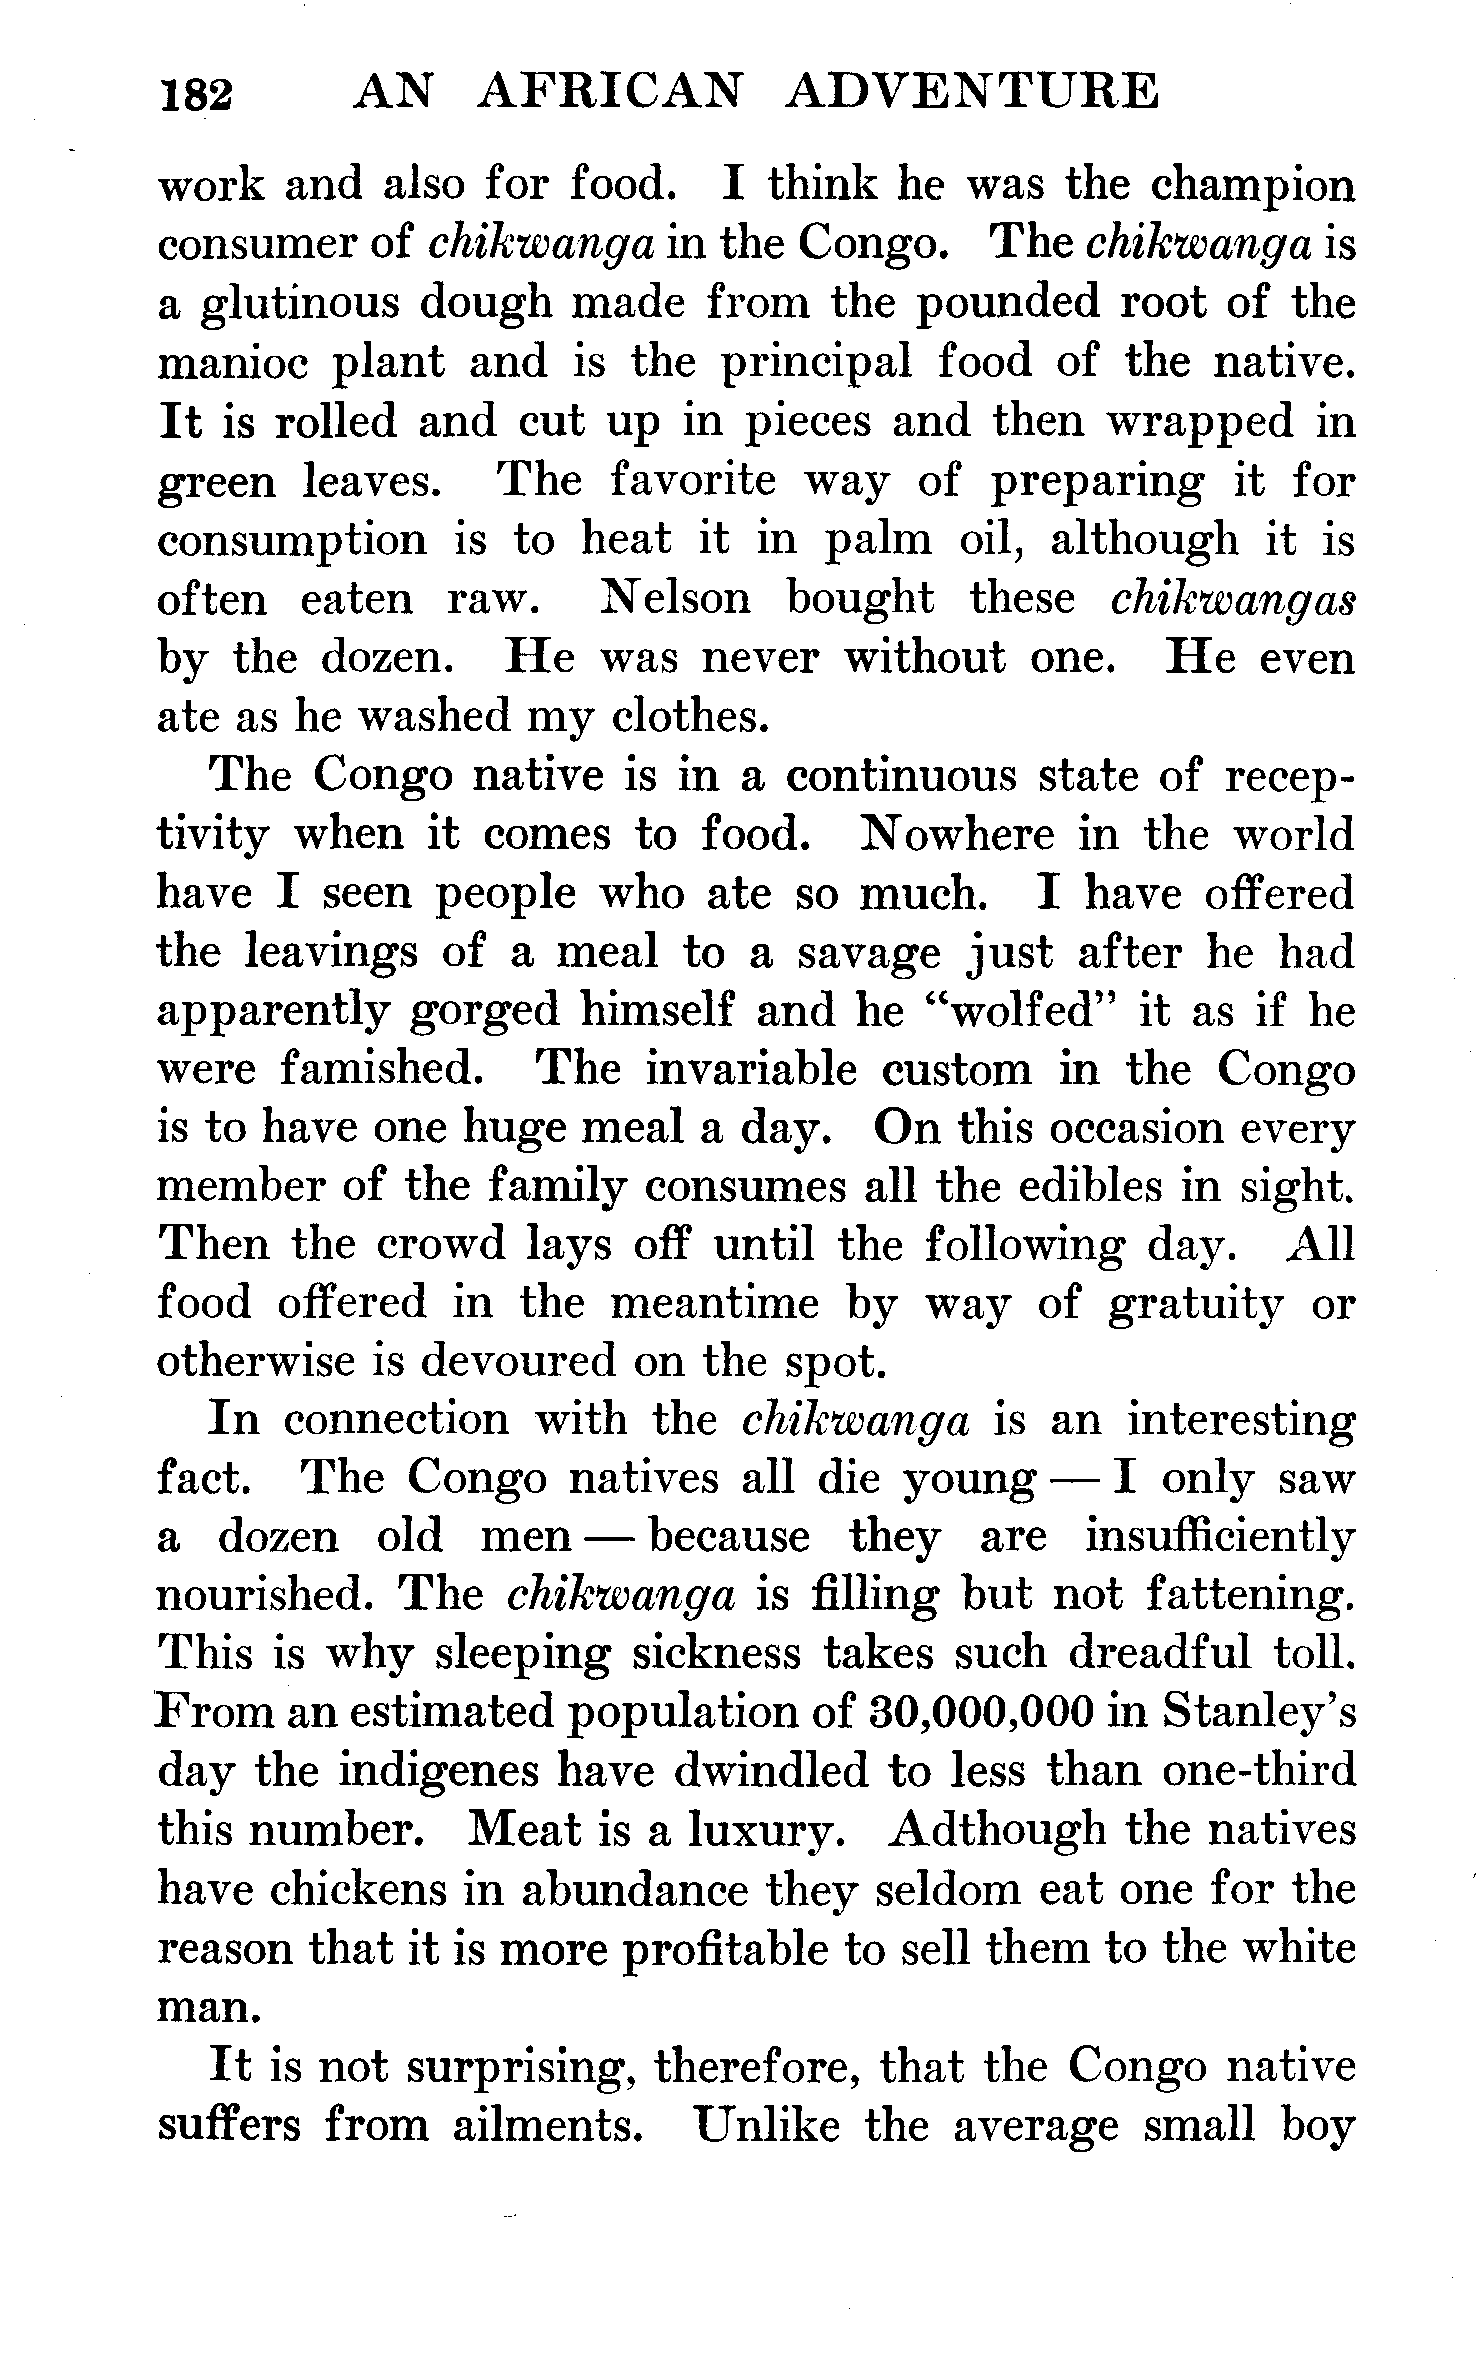 182 AN AFRICAN ADVENTURE
work and also for food. I think he was the champion
consumer of chikwanga in the Congo. The chikwanga is
a glutinous dough made from the pounded root of the
manioc plant and is the principal food of the native.
It is rolled and cut up in pieces and then wrapped in
green leaves. The favorite way of preparing it for
consumption is to heat it in palm oil, although it is
often eaten raw. Nelson bought these chikwangas
by the dozen. He was never without one. He even
ate as he washed my clothes.
The Congo native is in a continuous state of recep-
tivity when it comes to food. Nowhere in the world
have I seen people who ate so much. I have offered
the leavings of a meal to a savage just after he had
apparently gorged himself and he “wolfed” it as if he
were famished. The invariable custom in the Congo
is to have one huge meal a day. On this occasion every
member of the family consumes all the edibles in sight.
Then the crowd lays off until the following day. All
food offered in the meantime by way of gratuity or
otherwise is devoured on the spot.
In connection with the chikwanga is an interesting
fact. The Congo natives all die young — I only saw
a dozen old men — because they are insufficiently
nourished. The chikwanga is filling but not fattening.
This is why sleeping sickness takes such dreadful toll.
From an estimated population of 30,000,000 in Stanley's
day the indigenes have dwindled to less than one-third
this number. Meat is a luxury. Adthough the natives
have chickens in abundance they seldom eat one for the
reason that it is more profitable to sell them to the white
man.
It is not surprising, therefore, that the Congo native
suffers from ailments. Unlike the average small boy